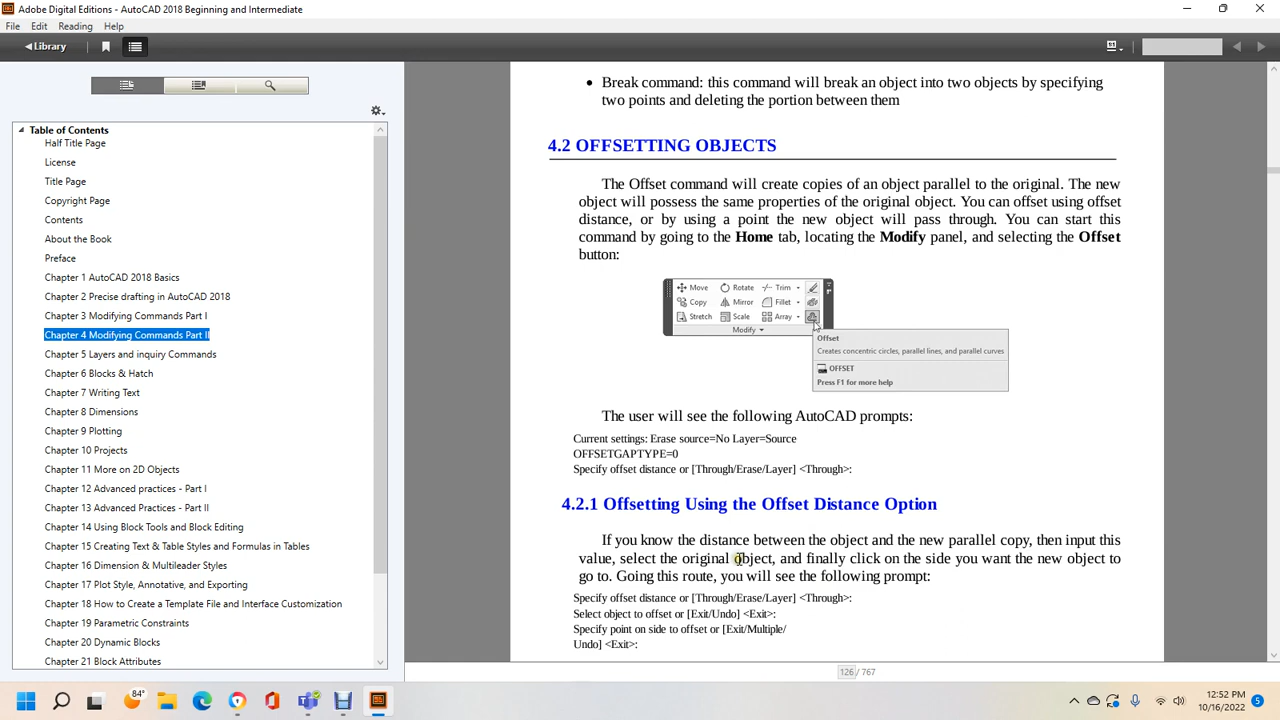 Adobe Digital Editions - AutoCAD 2018 Beginning and Intermediate
File Edit Reading Help
Library
Table of Contents
Half Title Page
License
Title Page
Copyright Page
Contents
About the Book
Preface
Chapter 1 AutoCAD 2018 Basics
Chapter 2 Precise drafting in AutoCAD 2018
Chapter 3 Modifying Commands Part I
Chapter 4 Modifying Commands Part II
Chapter 5 Layers and inquiry Commands
Chapter 6 Blocks & Hatch
Chapter 7 Writing Text
Chapter 8 Dimensions
Chapter 9 Plotting
Chapter 10 Projects
Chapter 11 More on 2D Objects
Chapter 12 Advanced practices - Part I
Chapter 13 Advanced Practices - Part II
Chapter 14 Using Block Tools and Block Editing
Chapter 15 Creating Text & Table Styles and Formulas in Tables
Chapter 16 Dimension & Multileader Styles
Chapter 17 Plot Style, Annotative, and Exporting
Chapter 18 How to Create a Template File and Interface Customization
Chapter 19 Parametric Constraints
Chapter 20 Dynamic Blocks
Chapter 21 Block Attributes
• Break command: this command will break an object into two objects by specifying
two points and deleting the portion between them
4.2 OFFSETTING OBJECTS
The Offset command will create copies of an object parallel to the original. The new
object will possess the same properties of the original object. You can offset using offset
distance, or by using a point the new object will pass through. You can start this
command by going to the Home tab, locating the Modify panel, and selecting the Offset
button:
Move Rotate Trim
Copy Mirror Fillet
Stretch Scale Array
Modify
Offset
Creates concentric circles, parallel lines, and parallel curves
OFFSET
Press F1 for more help
The user will see the following AutoCAD prompts:
Current settings: Erase source=No Layer=Source
OFFSETGAPTYPE=0
Specify offset distance or [Through/Erase/Layer] <Through>:
4.2.1 Offsetting Using the Offset Distance Option
If you know the distance between the object and the new parallel copy, then input this
value, select the original object, and finally click on the side you want the new object to
go to. Going this route, you will see the following prompt:
Specify offset distance or [Through/Erase/Layer] <Through>:
Select object to offset or [Exit/Undo] <Exit>:
Specify point on side to offset or [Exit/Multiple/
Undo] <Exit>:
126 / 767
84°
12:52 PM
10/16/2022
5